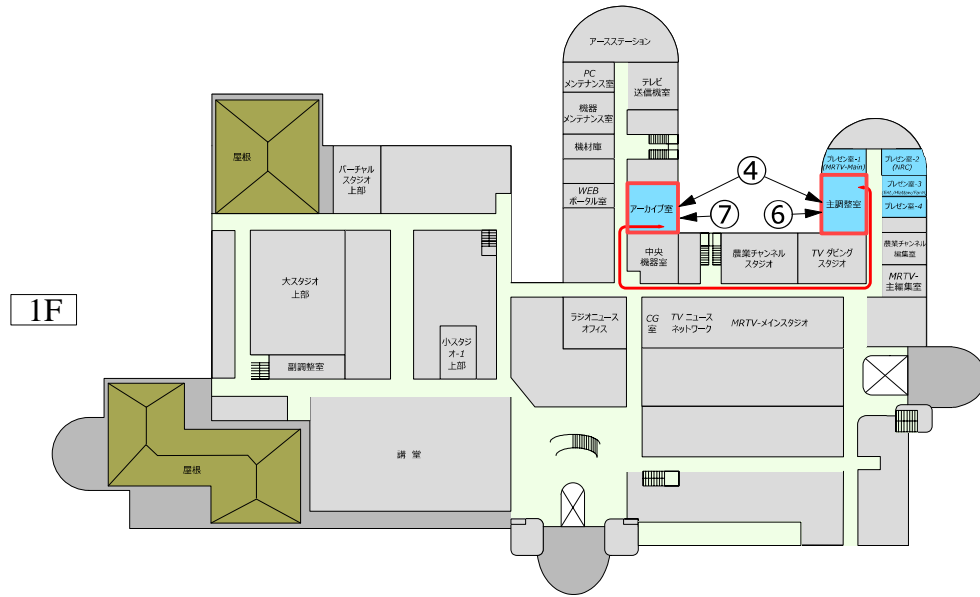 アースステーション
PC
メンテナンス室
テレビ
送信機室
機器
メンテナンス室
機材庫
屋根
バーチャル
スタジオ
上部
プレゼン室-1
(MRTV-Main)
プレゼン室-2
(NRC)
プレゼン室-3
プレゼン室-4
④
⑦
⑥
WEB
ポータル室
アーカイブ室
主調整室
中央
機器室
農業チャンネル
スタジオ
TV ダビング
スタジオ
農業チャンネル
編集室
MRTV-
主編集室
大スタジオ
上部
1F
ラジオニュース
オフィス
CG
室
TV ニュース
ネットワーク
MRTV-メインスタジオ
小スタジ
オ-1
上部
副調整室
講 堂
屋根